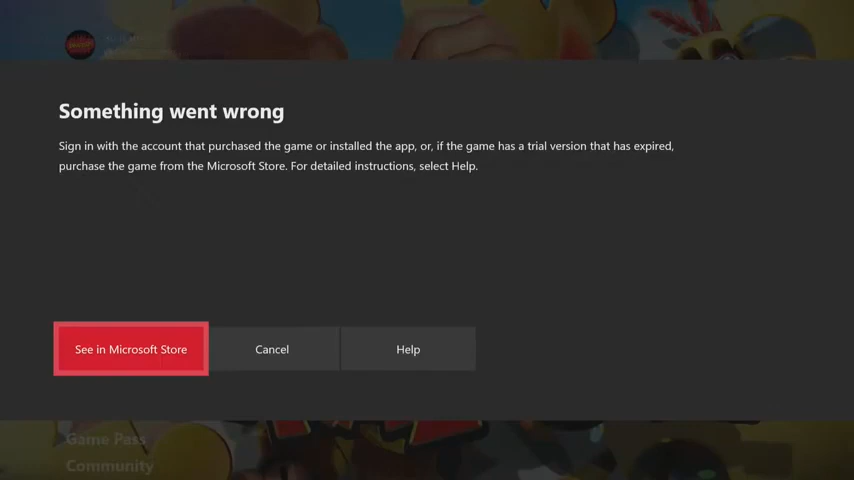 Something went wrong
Sign in with the account that purchased the game or installed the app, or, if the game has a trial version that has expired,
purchase the game from the Microsoft Store. For detailed instructions, select Help.
See in Microsoft Store
Cancel
Help
Game Pass
Community